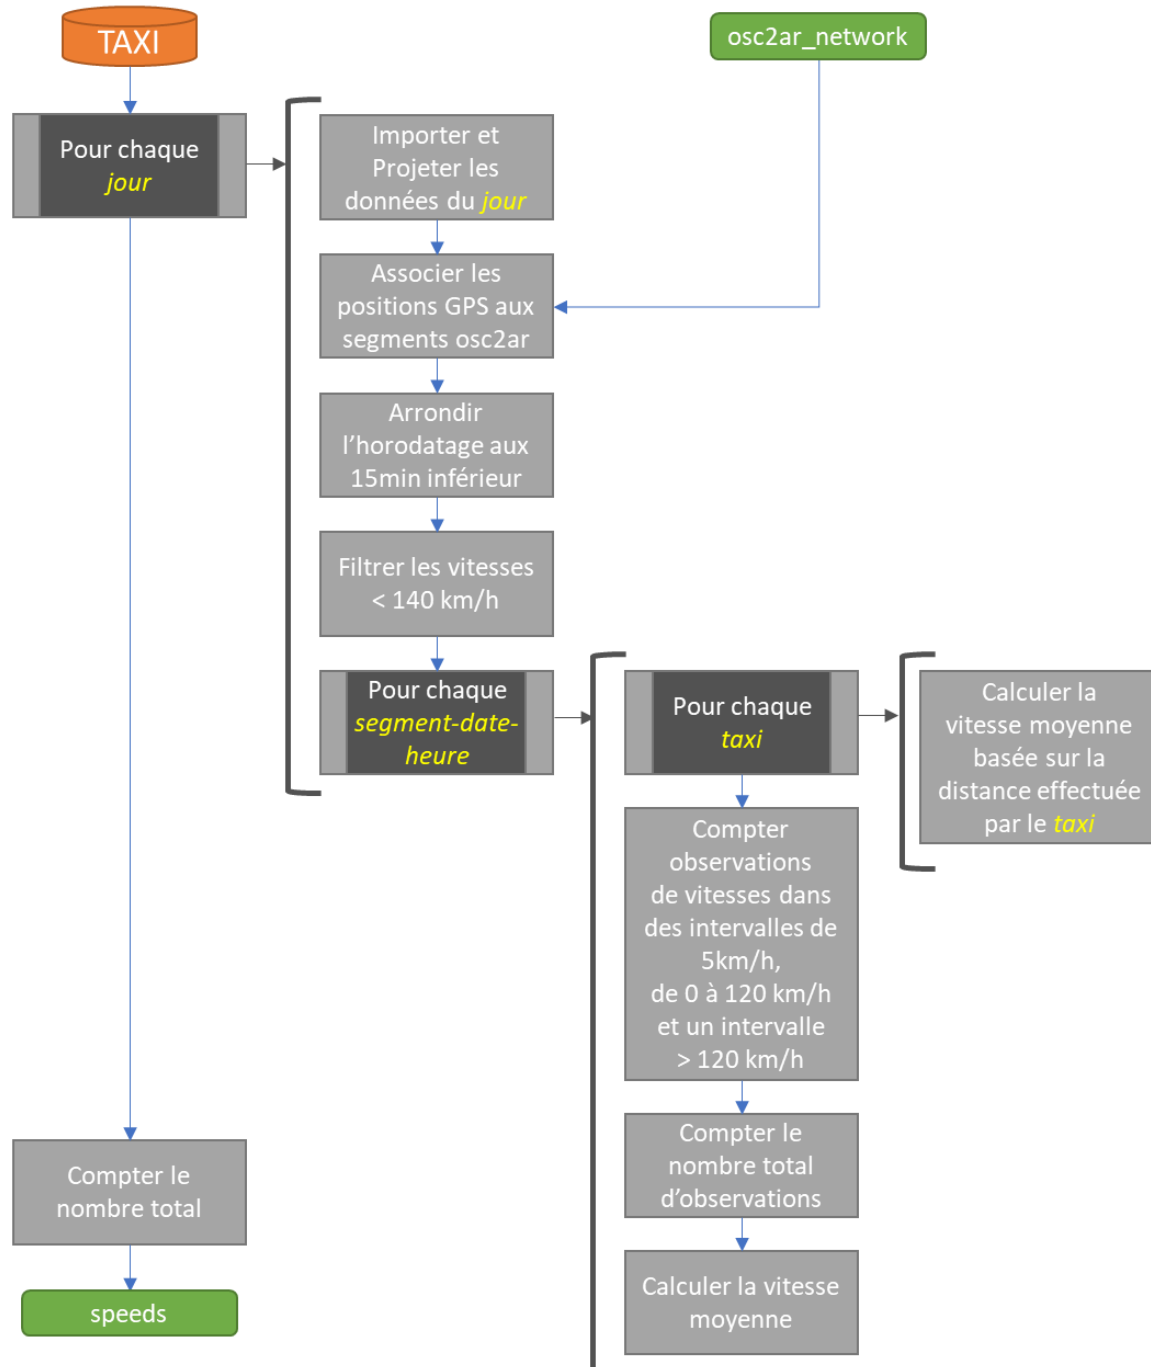 TAXI
osc2ar_network
Pour chaque
jour
Importer et
Projeter les
données du jour
Associer les
positions GPS aux
segments osc2ar
Arrondir
l’horodatage aux
15min inférieur
Filtrer les vitesses
< 140 km/h
Pour chaque
segment-date-
heure
Pour chaque
taxi
Calculer la
vitesse moyenne
basée sur la
distance effectuée
par le taxi
Compter
observations
de vitesses dans
des intervalles de
5km/h,
de 0 à 120 km/h
et un intervalle
> 120 km/h
Compter le
nombre total
d’observations
Calculer la vitesse
moyenne
Compter le
nombre total
speeds